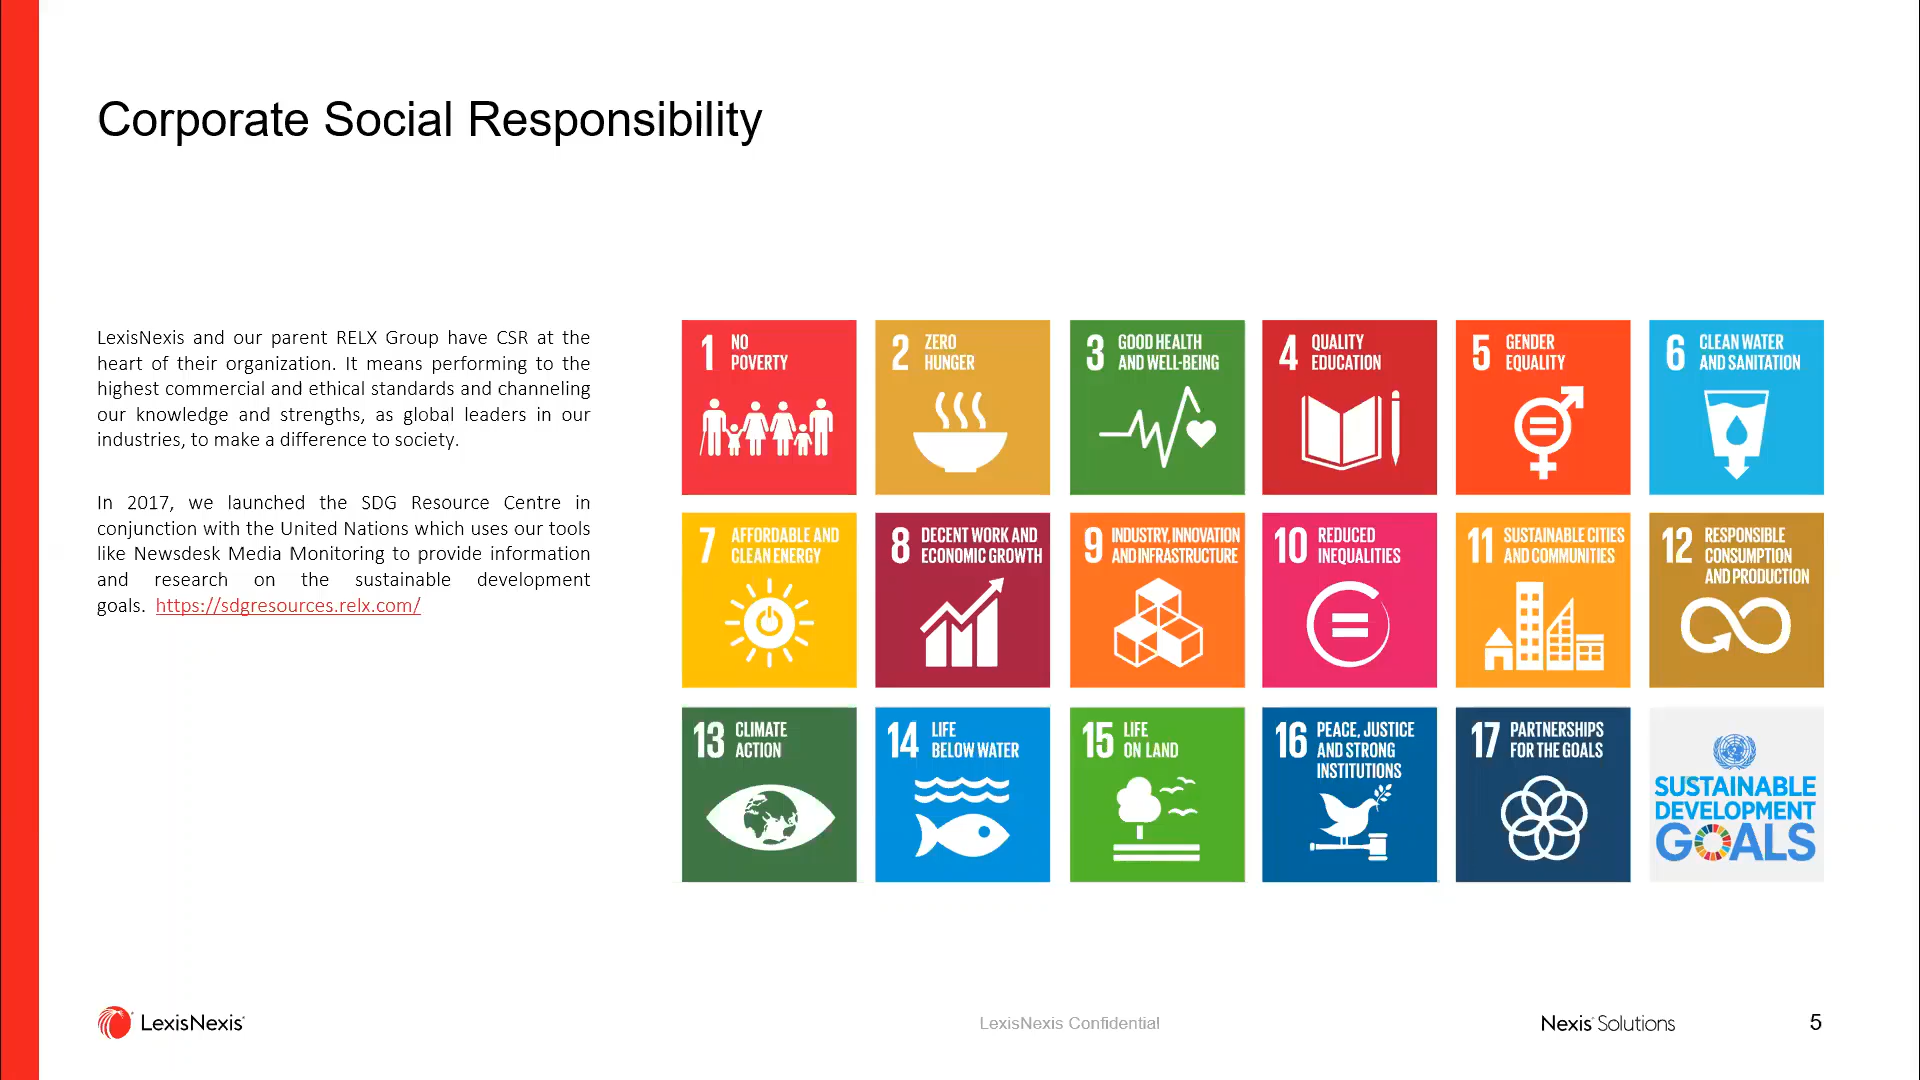 Corporate Social Responsibility
LexisNexis and our parent RELX Group have CSR at the
heart of their organization. It means performing to the
highest commercial and ethical standards and channeling
our knowledge and strengths, as global leaders in our
industries, to make a difference to society.
In 2017, we launched the SDG Resource Centre in
conjunction with the United Nations which uses our tools
like Newsdesk Media Monitoring to provide information
and research on the sustainable development
goals. https://sdgresources.relx.com/
1 NO
POVERTY
2 ZERO
HUNGER
3 GOOD HEALTH
AND WELL-BEING
4 QUALITY
EDUCATION
5 GENDER
EQUALITY
6 CLEAN WATER
AND SANITATION
7 AFFORDABLE AND
CLEAN ENERGY
8 DECENT WORK AND
ECONOMIC GROWTH
9 INDUSTRY, INNOVATION
AND INFRASTRUCTURE
10 REDUCED
INEQUALITIES
11 SUSTAINABLE CITIES
AND COMMUNITIES
12 RESPONSIBLE
CONSUMPTION
AND PRODUCTION
13 CLIMATE
ACTION
14 LIFE
BELOW WATER
15 LIFE
ON LAND
16 PEACE, JUSTICE
AND STRONG
INSTITUTIONS
17 PARTNERSHIPS
FOR THE GOALS
SUSTAINABLE
DEVELOPMENT
GOALS
LexisNexis
LexisNexis Confidential
Nexis Solutions
5